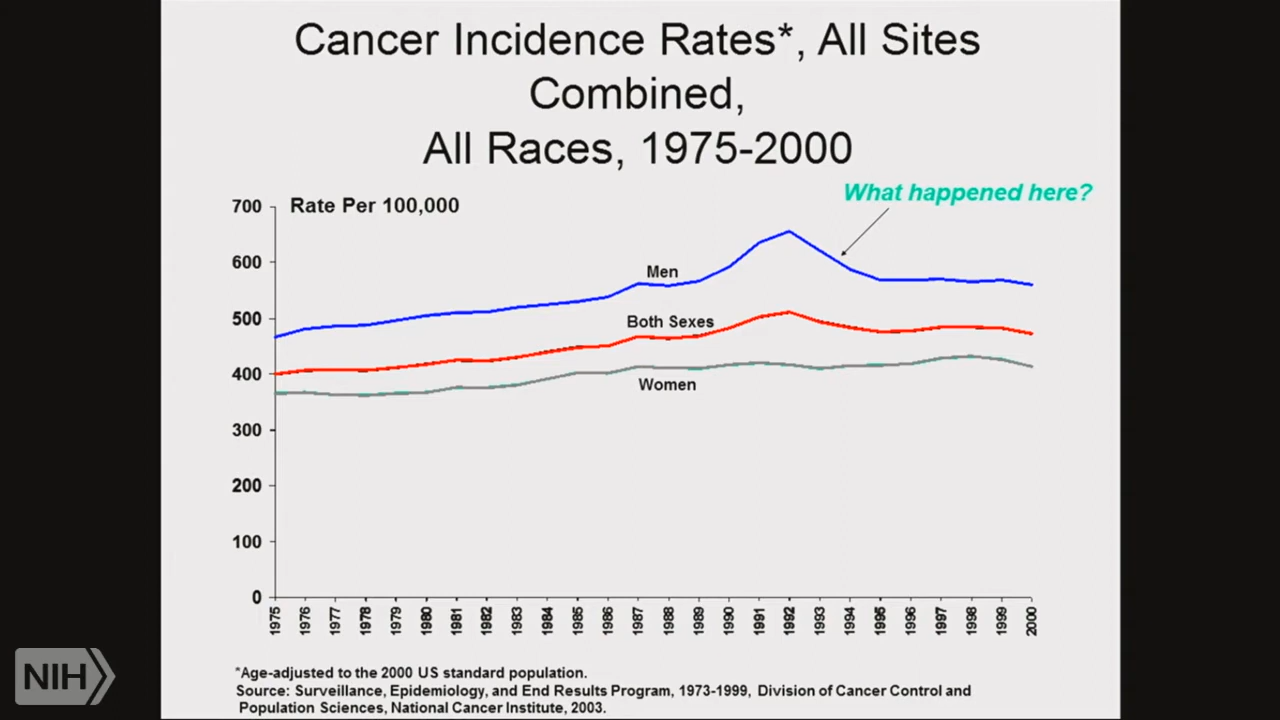 Cancer Incidence Rates*, All Sites
Combined,
All Races, 1975-2000
What happened here?
700
Rate Per 100,000
600
Men
500
Both Sexes
400
Women
300
200
100
0
1975 1976 1977 1978 1979 1980 1981 1982 1983 1984 1985 1986 1987 1988 1989 1990 1991 1992 1993 1994 1995 1996 1997 1998 1999 2000
NIH
*Age-adjusted to the 2000 US standard population.
Source: Surveillance, Epidemiology, and End Results Program, 1973-1999, Division of Cancer Control and
Population Sciences, National Cancer Institute, 2003.